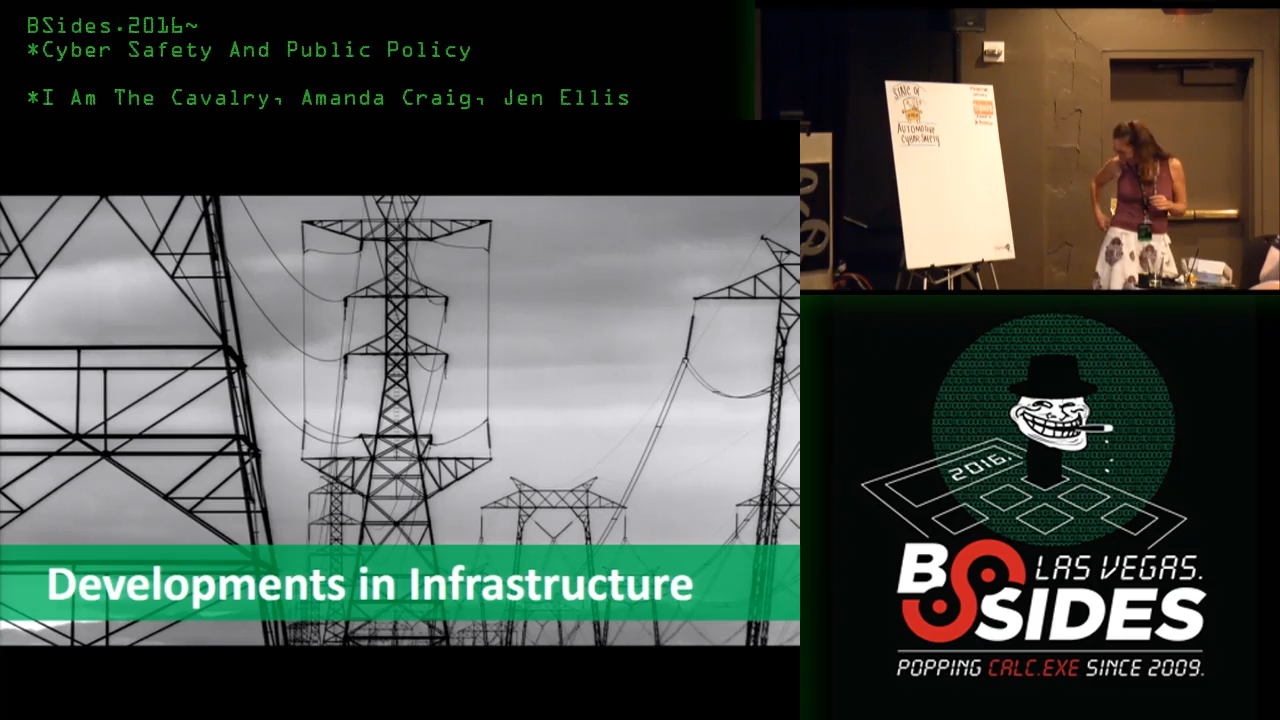 BSides.2016~
*Cyber Safety And Public Policy
*I Am The Cavalry, Amanda Craig, Jen Ellis
AUTOMOTIVE
CYBER SAFETY
Developments in Infrastructure
2016.
BSIDES
LAS VEGAS.
POPPING CALC.EXE SINCE 2009.